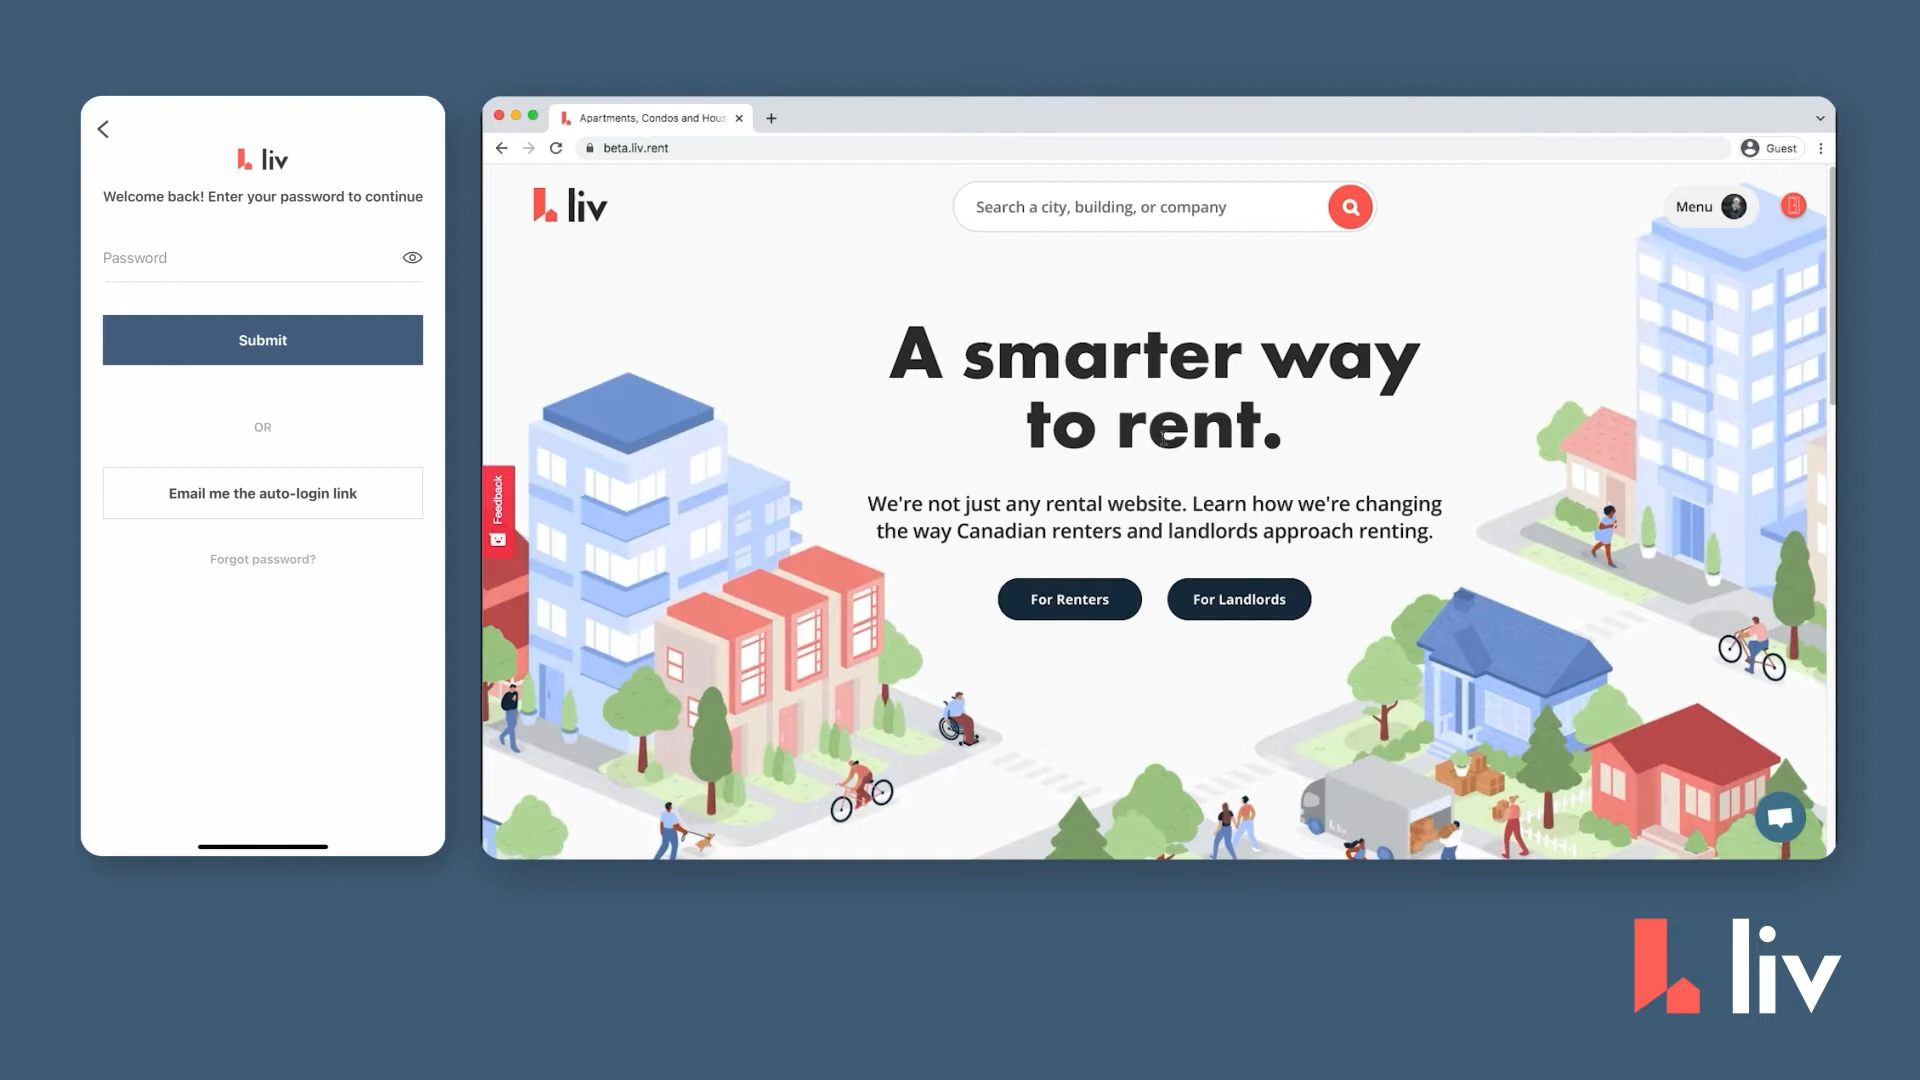 liv
Welcome back! Enter your password to continue
Password
Submit
OR
Email me the auto-login link
Forgot password?
Apartments, Condos and Hous
beta.liv.rent
Guest
liv
Search a city, building, or company
Menu
A smarter way
to rent.
We're not just any rental website. Learn how we're changing
the way Canadian renters and landlords approach renting.
For Renters
For Landlords
Feedback
liv
liv